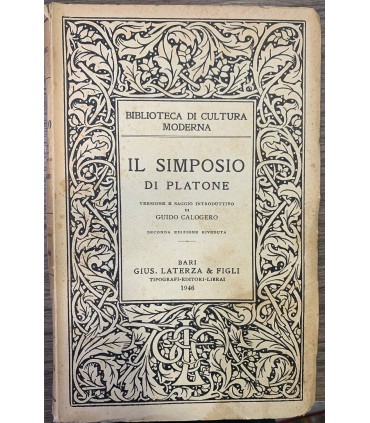 BIBLIOTECA DI CULTURA
MODERNA
IL SIMPOSIO
DI PLATONE
VERSIONE E SAGGIO INTRODUTTIVO
DI
GUIDO CALOGERO
SECONDA EDIZIONE RIVEDUTA
BARI
GIUS. LATERZA & FIGLI
TIPOGRAFI-EDITORI-LIBRAI
1946